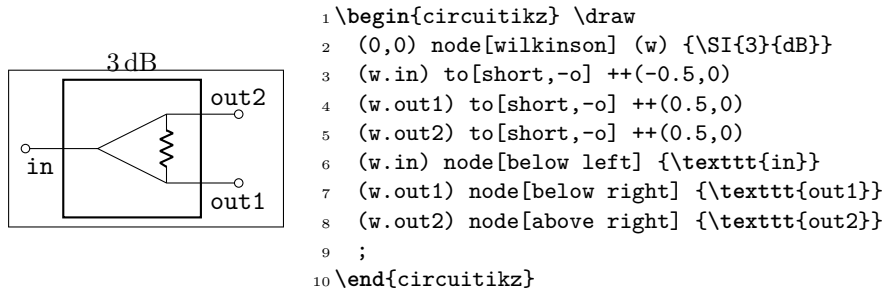 3 dB
out2
in
out1
1 \begin{circuitikz} \draw
2 (0,0) node[wilkinson] (w) {\SI{3}{dB}}
3 (w.in) to[short,-o] ++(-0.5,0)
4 (w.out1) to[short,-o] ++(0.5,0)
5 (w.out2) to[short,-o] ++(0.5,0)
6 (w.in) node[below left] {\texttt{in}}
7 (w.out1) node[below right] {\texttt{out1}}
8 (w.out2) node[above right] {\texttt{out2}}
9 ;
10 \end{circuitikz}